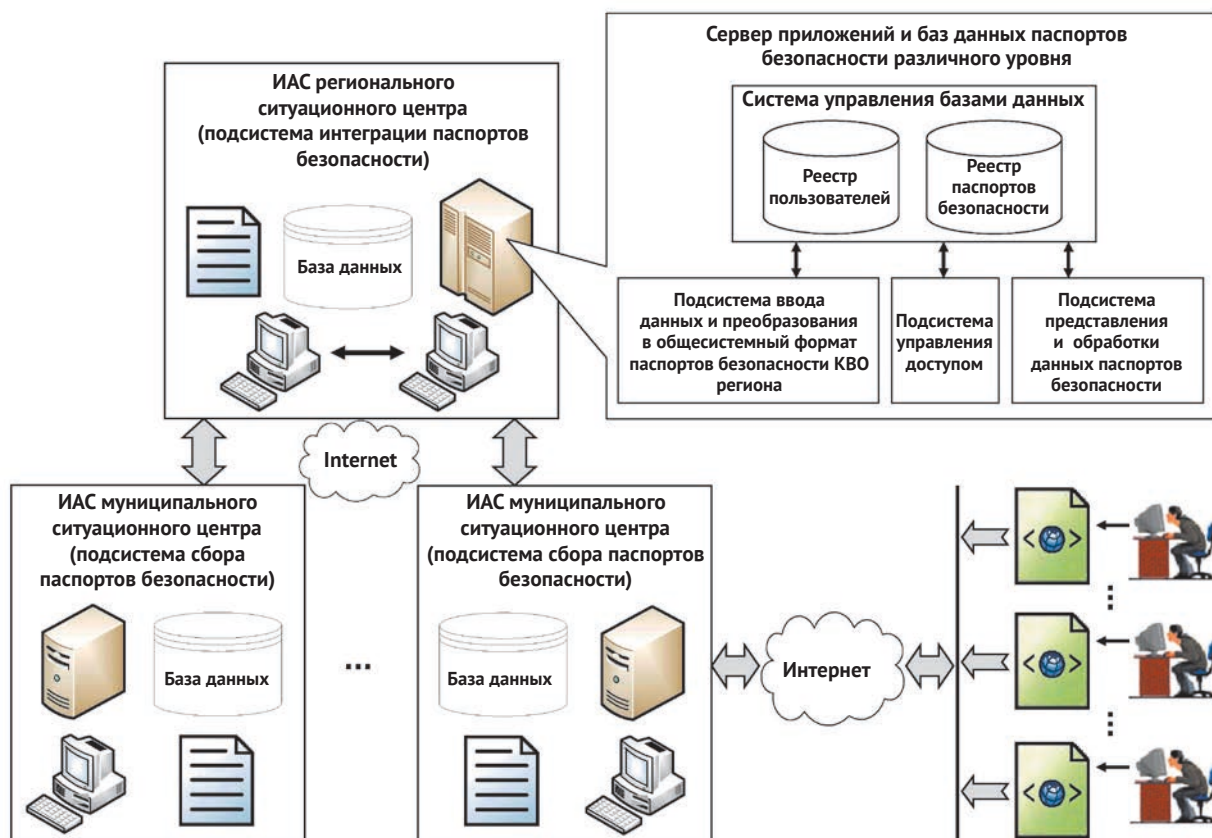 ИАС регионального
ситуационного центра
(подсистема интеграции паспортов
безопасности)
База данных
Сервер приложений и баз данных паспортов
безопасности различного уровня
Система управления базами данных
Реестр
пользователей
Реестр
паспортов
безопасности
Подсистема ввода
данных и преобразования
в общесистемный формат
паспортов безопасности КВО
региона
Подсистема
управления
доступом
Подсистема
представления
и обработки
данных паспортов
безопасности
Internet
ИАС муниципального
ситуационного центра
(подсистема сбора
паспортов безопасности)
База данных
...
ИАС муниципального
ситуационного центра
(подсистема сбора паспортов
безопасности)
База данных
Интернет
< >
...
< >
...
< >